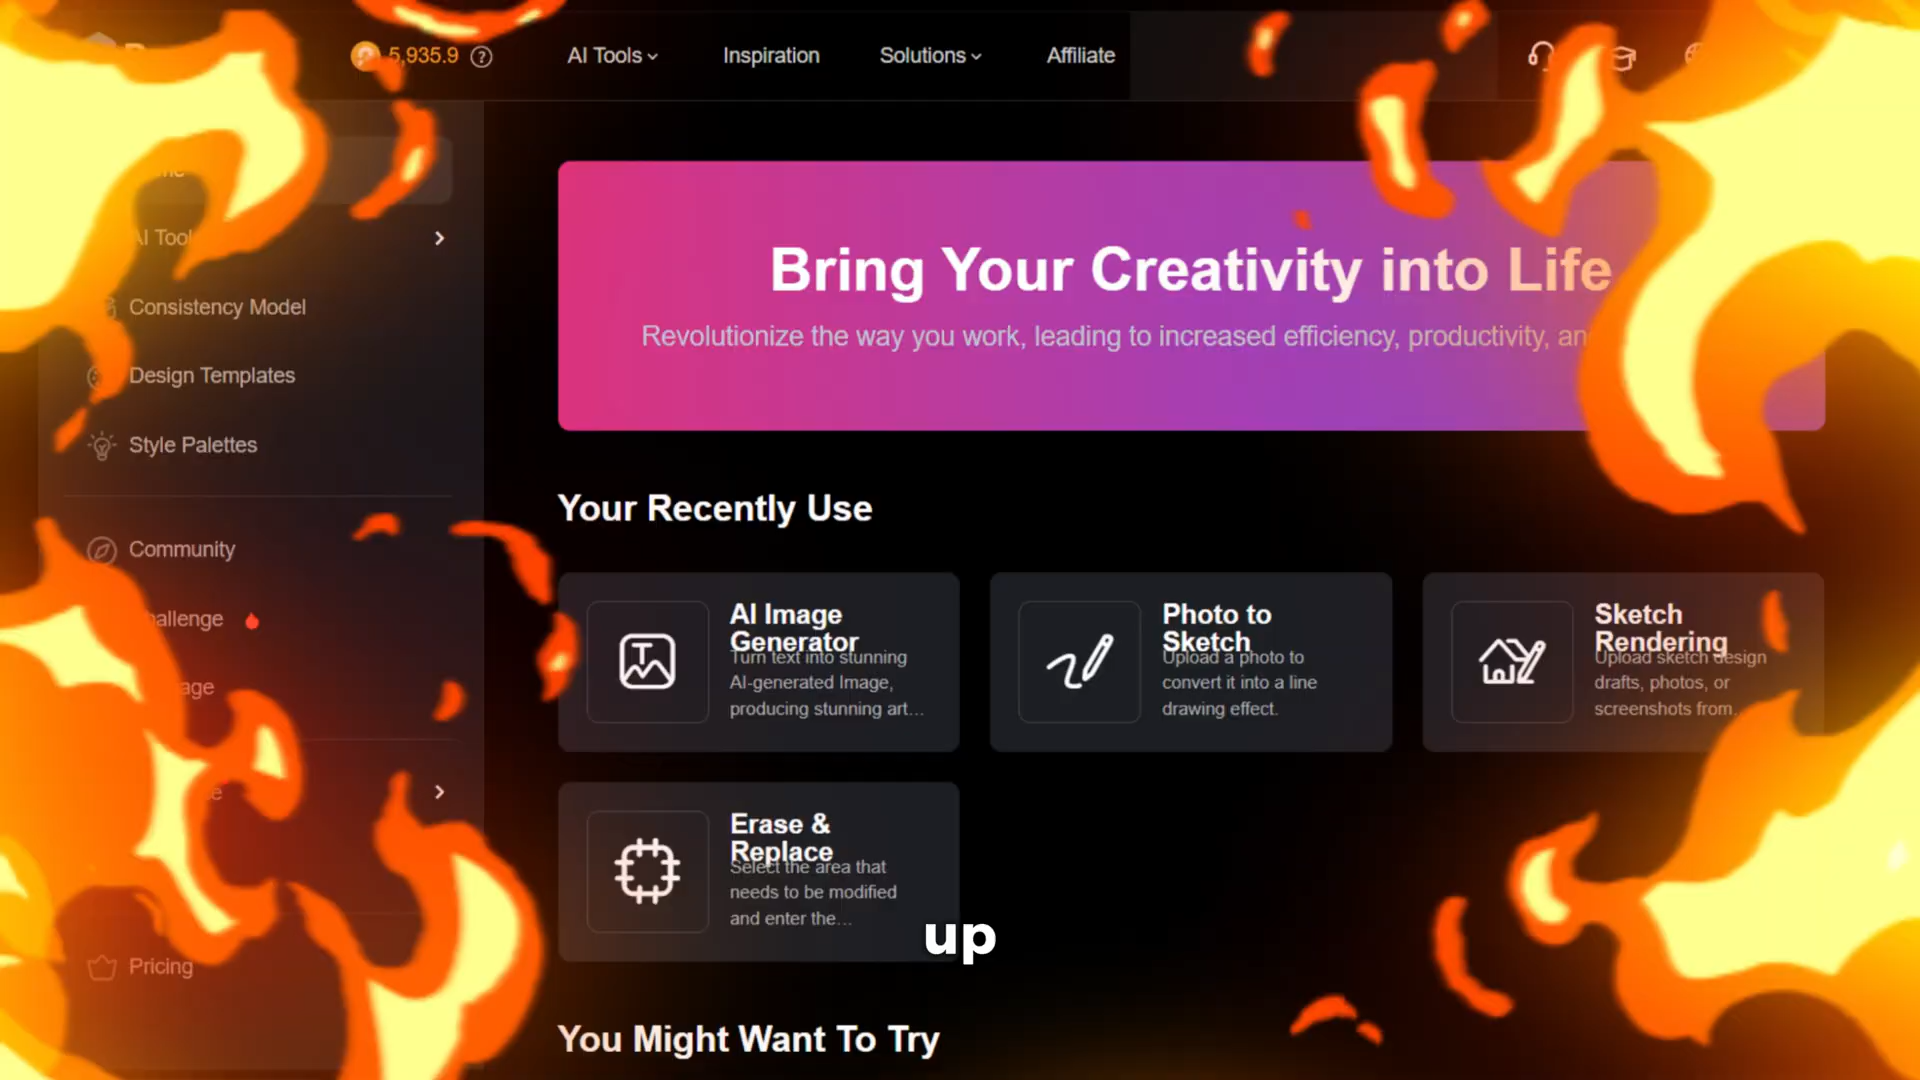 5,935.9
?
AI Tools
Inspiration
Solutions
Affiliate
Consistency Model
Design Templates
Style Palettes
Community
Pricing
Bring Your Creativity into Life
Revolutionize the way you work, leading to increased efficiency, productivity,
Your Recently Use
AI Image
Generator
Turn text into stunning
AI-generated Image,
producing stunning art...
Photo to
Sketch
Upload a photo to
convert it into a line
drawing effect.
Sketch
Rendering
Upload sketch design
drafts, photos, or
screenshots from...
Erase &
Replace
Select the area that
needs to be modified
and enter the...
up
You Might Want To Try